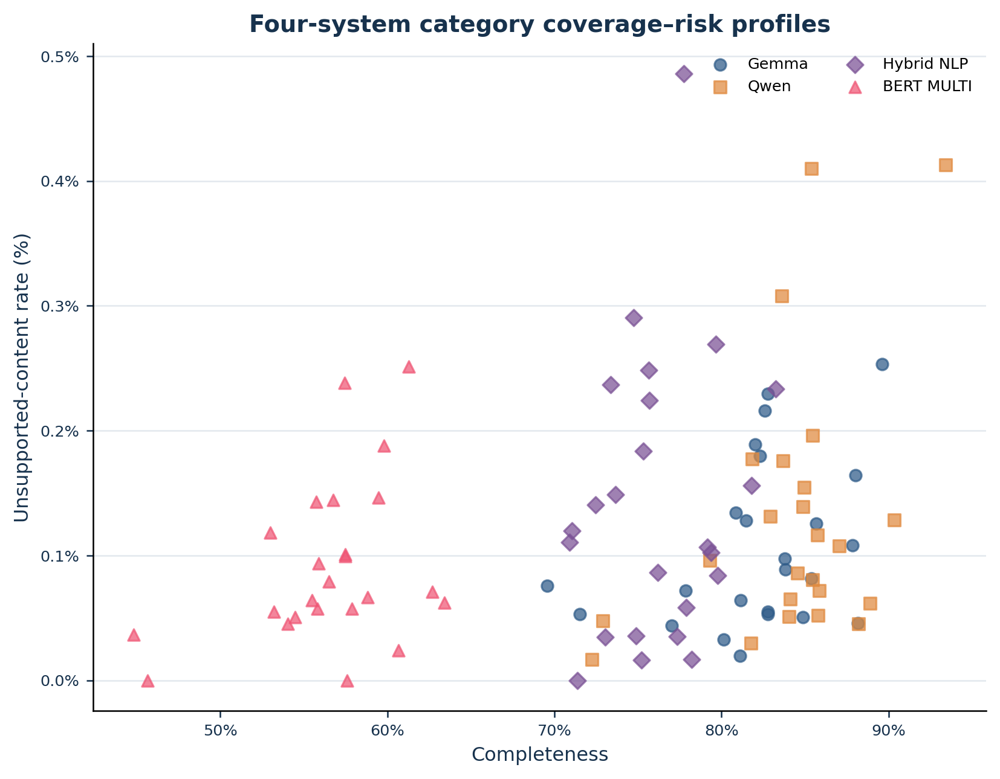 Four-system category coverage–risk profiles
Unsupported-content rate (%)
0.5%
0.4%
0.3%
0.2%
0.1%
0.0%
Gemma
Qwen
Hybrid NLP
BERT MULTI
50%
60%
70%
80%
90%
Completeness